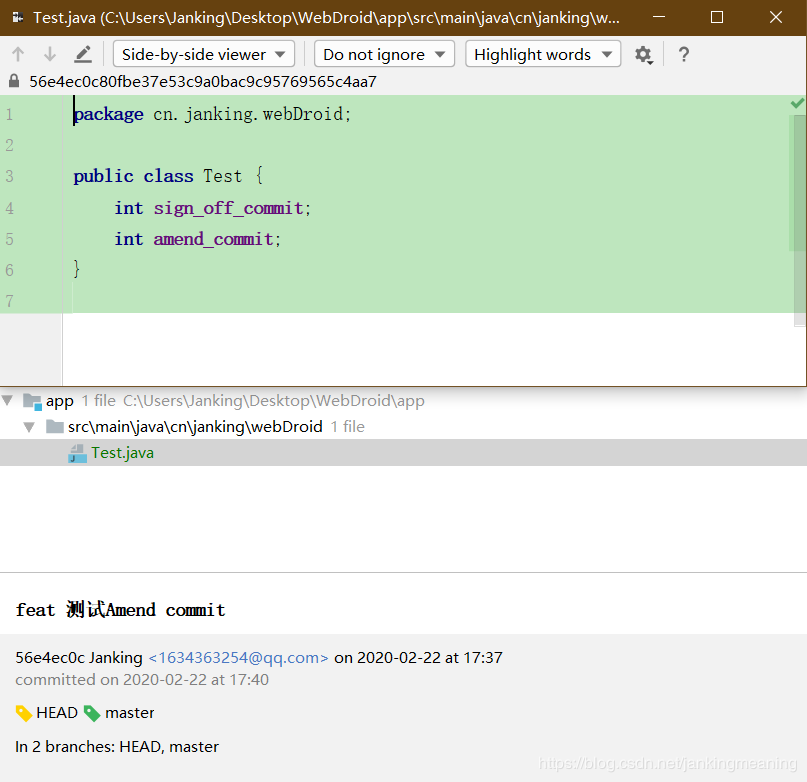 Test.java (C:\Users\Janking\Desktop\WebDroid\app\src\main\java\cn\janking\w...
Side-by-side viewer Do not ignore Highlight words ?
56e4ec0c80fbe37e53c9a0bac9c95769565c4aa7
1 package cn.janking.webDroid;
2
3 public class Test {
4 int sign_off_commit;
5 int amend_commit;
6 }
7
app 1 file C:\Users\Janking\Desktop\WebDroid\app
src\main\java\cn\janking\webDroid 1 file
Test.java
feat 测试Amend commit
56e4ec0c Janking <1634363254@qq.com> on 2020-02-22 at 17:37
committed on 2020-02-22 at 17:40
HEAD master
In 2 branches: HEAD, master
https://blog.csdn.net/jankingmeaning